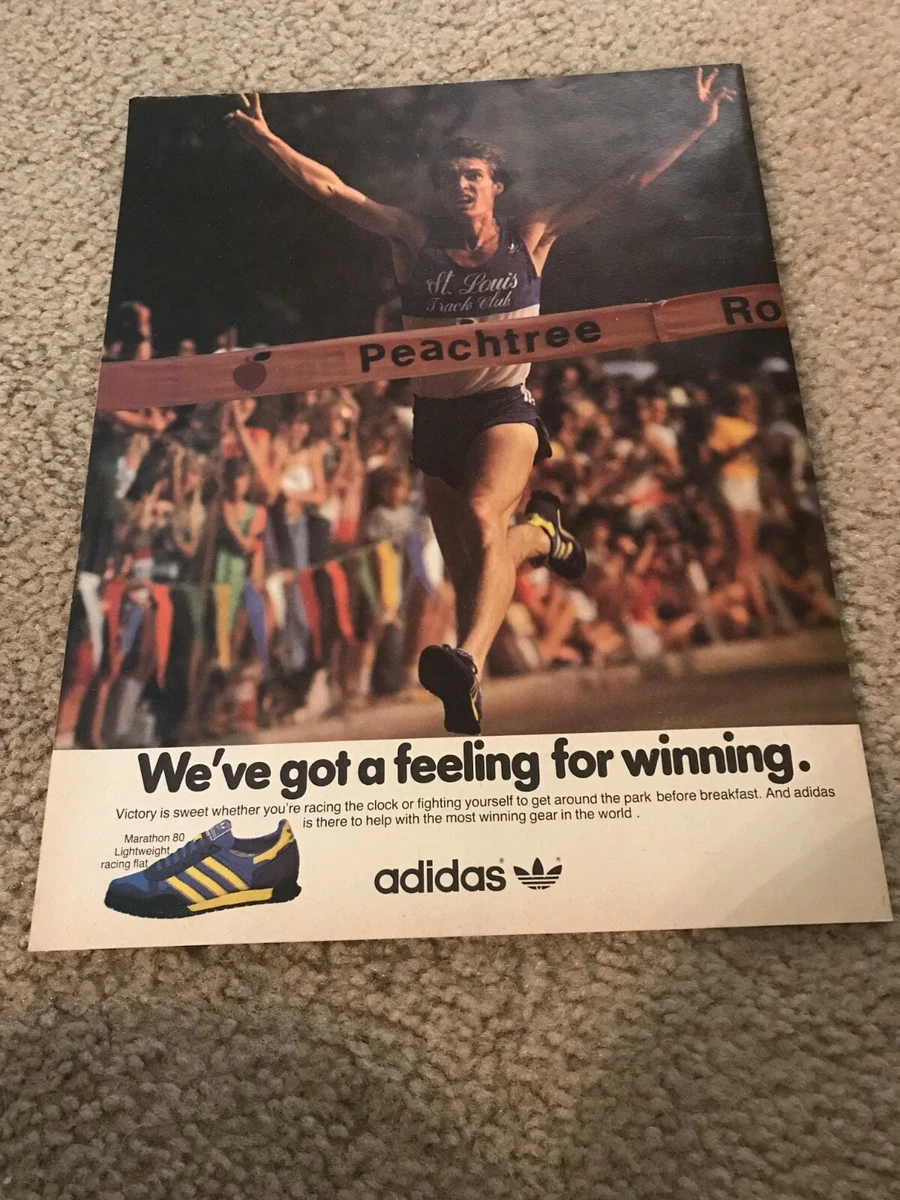 St. Louis
Track Club
Peachtree Ro
We've got a feeling for winning.
Victory is sweet whether you're racing the clock or fighting yourself to get around the park before breakfast. And adidas
is there to help with the most winning gear in the world .
Marathon 80
Lightweight
racing flat
adidas